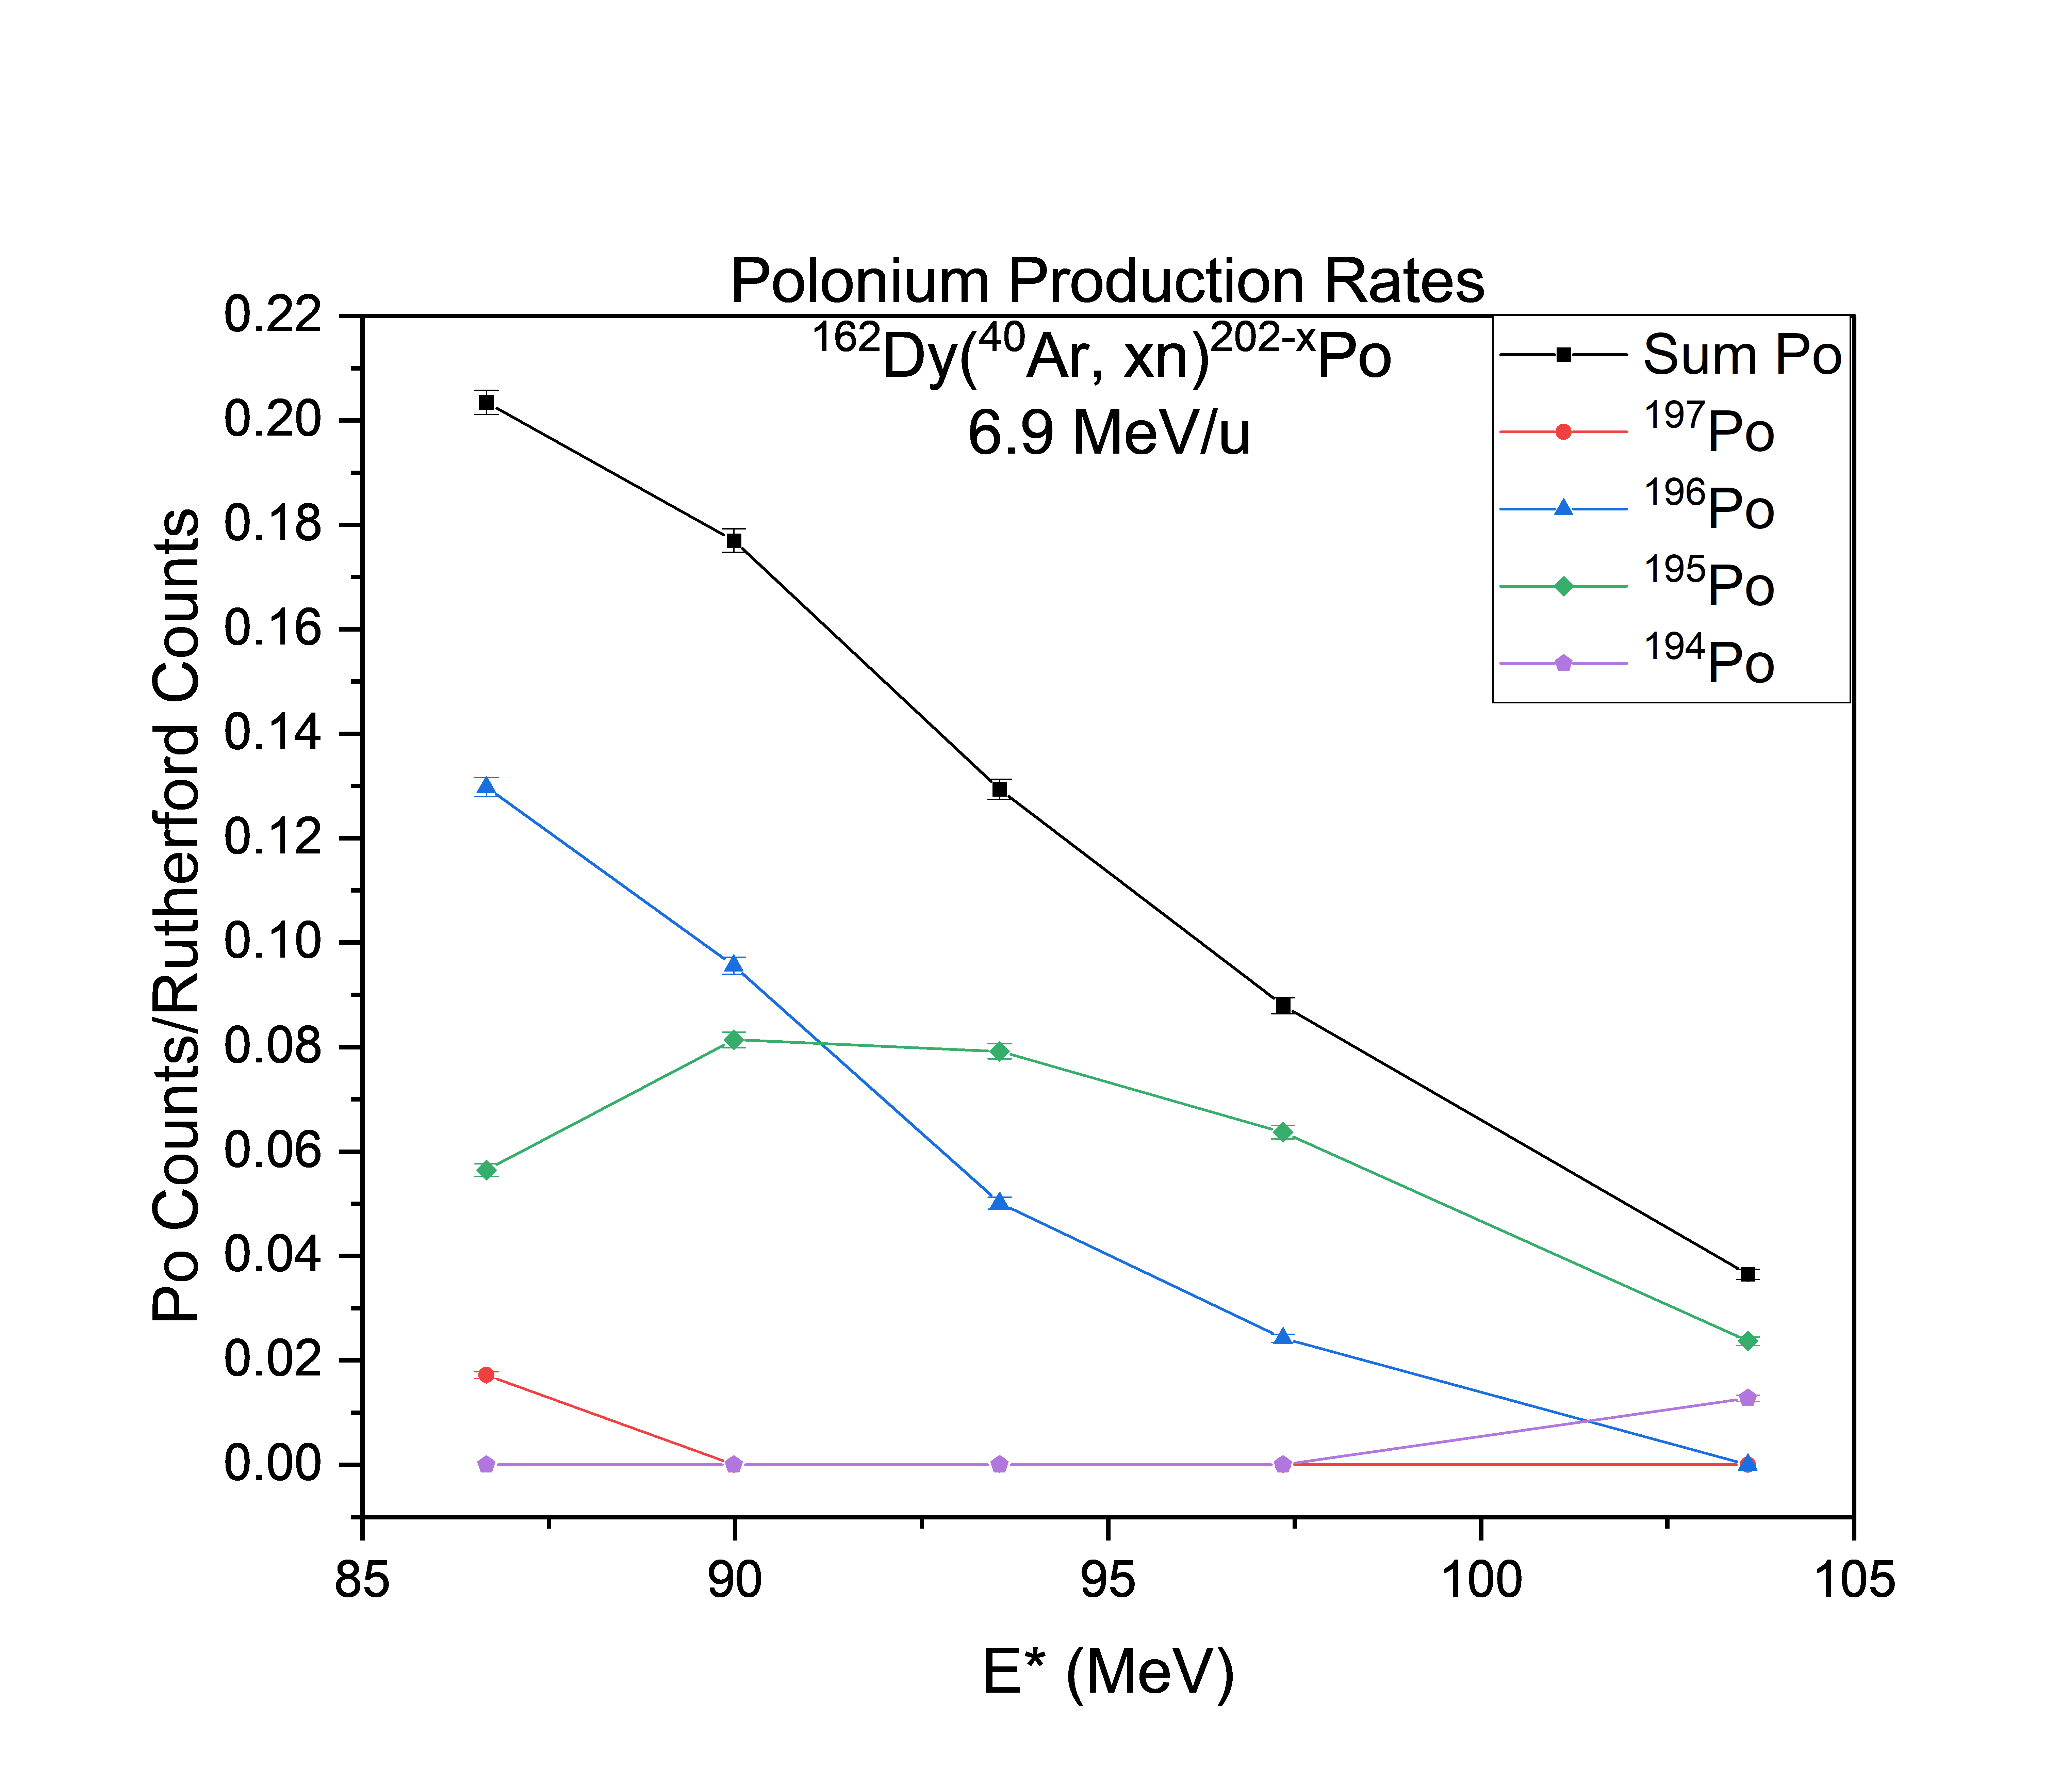 Polonium Production Rates
¹⁶²Dy(⁴⁰Ar, xn)²⁰²⁻ˣPo
6.9 MeV/u
Sum Po
¹⁹⁷Po
¹⁹⁶Po
¹⁹⁵Po
¹⁹⁴Po
Po Counts/Rutherford Counts
0.22
0.20
0.18
0.16
0.14
0.12
0.10
0.08
0.06
0.04
0.02
0.00
85 90 95 100 105
E* (MeV)